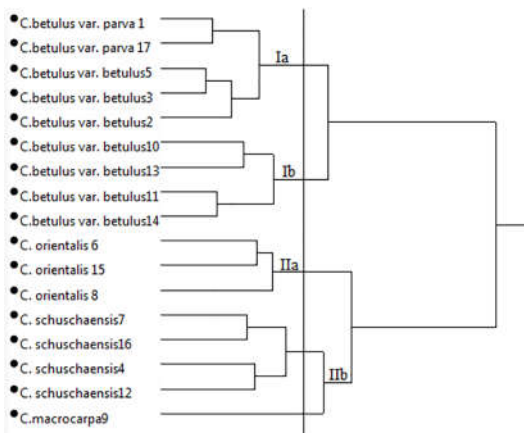 C.betulus var. parva 1
C.betulus var. parva 17
C.betulus var. betulus5
C.betulus var. betulus3
C.betulus var. betulus2
C.betulus var. betulus10
C.betulus var. betulus13
C.betulus var. betulus11
C.betulus var. betulus14
C. orientalis 6
C. orientalis 15
C. orientalis 8
C. schuschaensis7
C. schuschaensis16
C. schuschaensis4
C. schuschaensis12
C.macrocarpa9
Ia
Ib
IIa
IIb